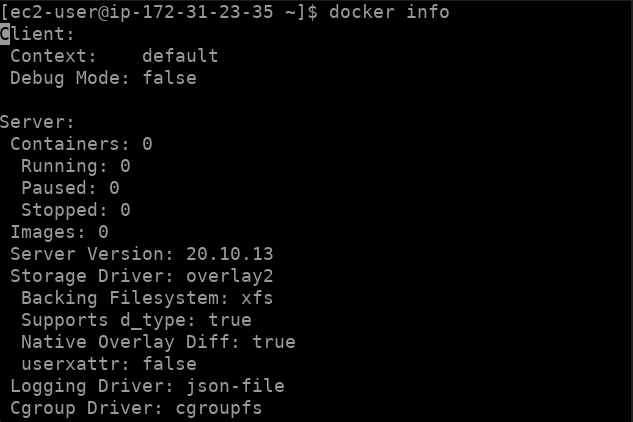 [ec2-user@ip-172-31-23-35 ~]$ docker info
Client:
 Context:    default
 Debug Mode: false

Server:
 Containers: 0
  Running: 0
  Paused: 0
  Stopped: 0
 Images: 0
 Server Version: 20.10.13
 Storage Driver: overlay2
  Backing Filesystem: xfs
  Supports d_type: true
  Native Overlay Diff: true
  userxattr: false
 Logging Driver: json-file
 Cgroup Driver: cgroupfs